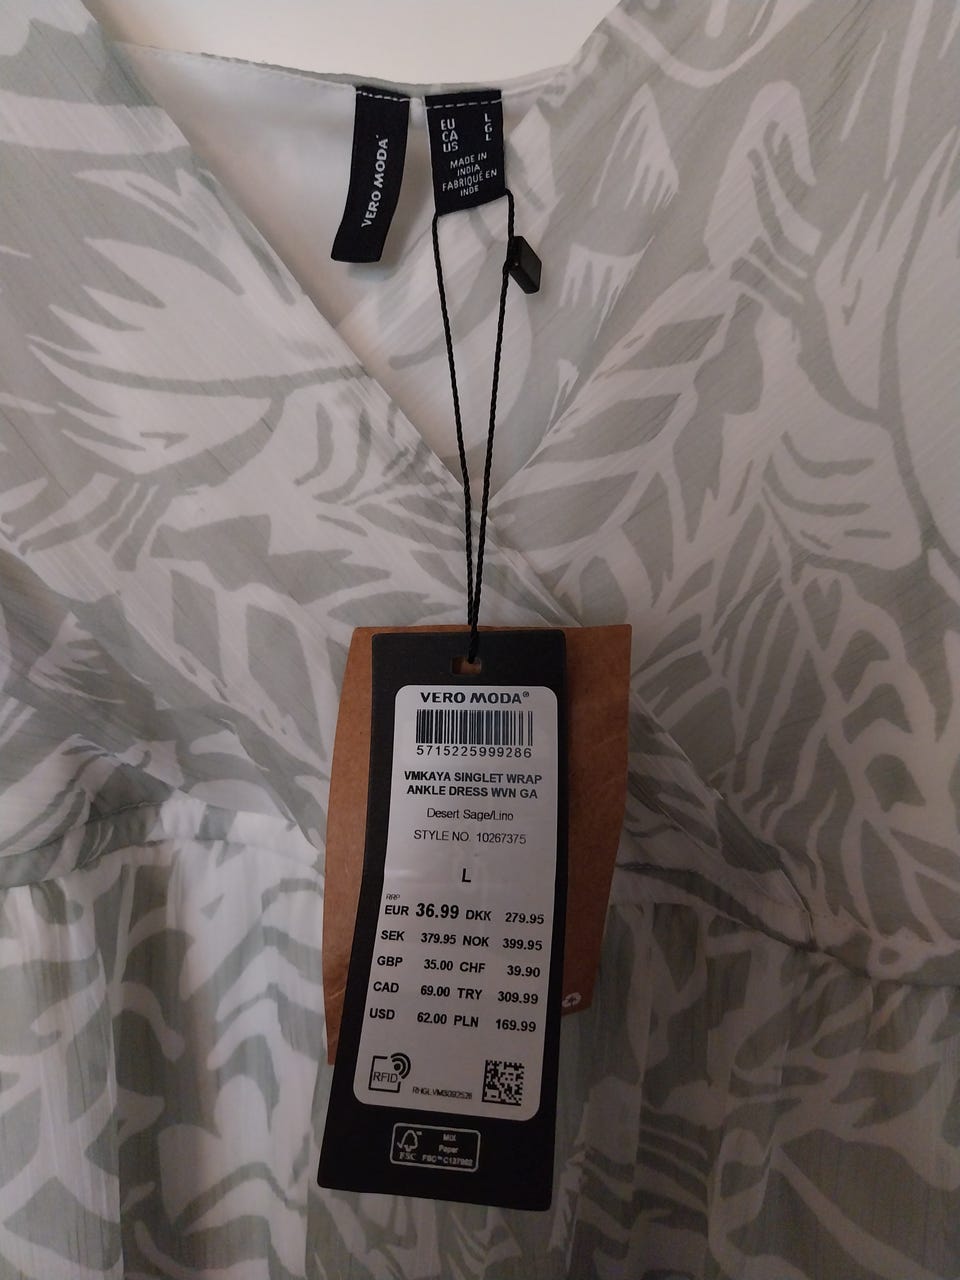 VERO MODA
EU L
CA G
US L
MADE IN
INDIA
FABRIQUÉ EN
INDE
VERO MODA®
5715225999286
VMKAYA SINGLET WRAP
ANKLE DRESS WVN GA
Desert Sage/Lino
STYLE NO. 10267375
L
RRP
EUR 36.99 DKK 279.95
SEK 379.95 NOK 399.95
GBP 35.00 CHF 39.90
CAD 69.00 TRY 309.99
USD 62.00 PLN 169.99
RFID
MIX
Paper
FSC